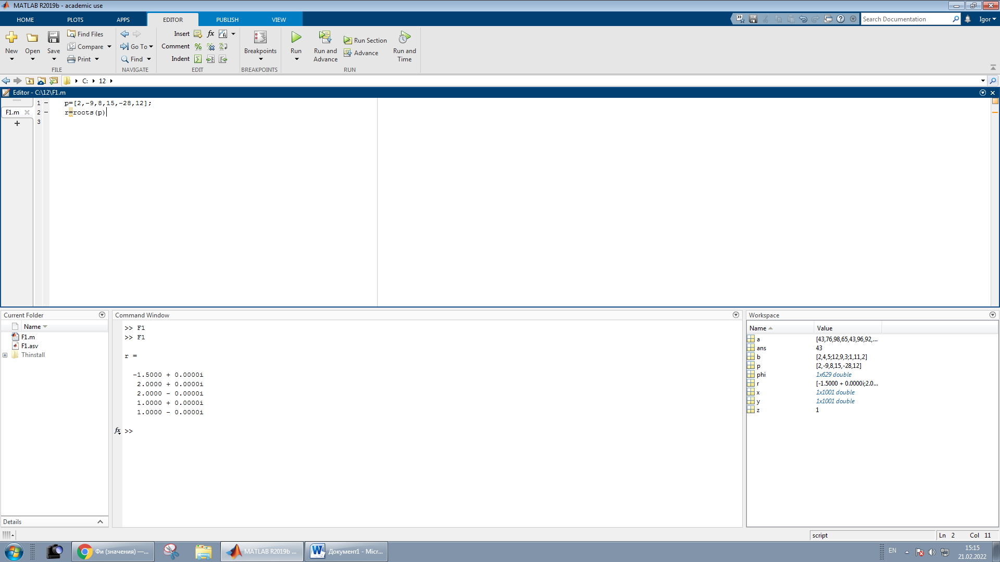 MATLAB R2019b - academic use
HOME PLOTS APPS EDITOR PUBLISH VIEW
Search Documentation
Igor
New
Open
Save
Find Files
Compare
Print
FILE
Go To
Find
NAVIGATE
Insert fx
Comment
Indent
EDIT
Breakpoints
BREAKPOINTS
Run
Run and Advance
Run Section
Advance
Run and Time
RUN
C: 12
Editor - C:\12\F1.m
F1.m
1 p=[2,-9,8,15,-28,12];
2 r=roots(p)
3
Current Folder
Name
F1.m
F1.asv
Thinstall
Details
Command Window
>> F1
>> F1
r =
-1.5000 + 0.0000i
2.0000 + 0.0000i
2.0000 - 0.0000i
1.0000 + 0.0000i
1.0000 - 0.0000i
fx >>
Workspace
Name Value
a [43,76,98,65,43,96,92,...
ans 43
b [2,4,5;12,9,3;1,11,2]
p [2,-9,8,15,-28,12]
phi 1x629 double
r [-1.5000 + 0.0000i;2.0...
x 1x1001 double
y 1x1001 double
z 1
script Ln 2 Col 11
Фи (значения) —...
MATLAB R2019b ...
Документ1 - Micr...
EN
15:15
21.02.2022